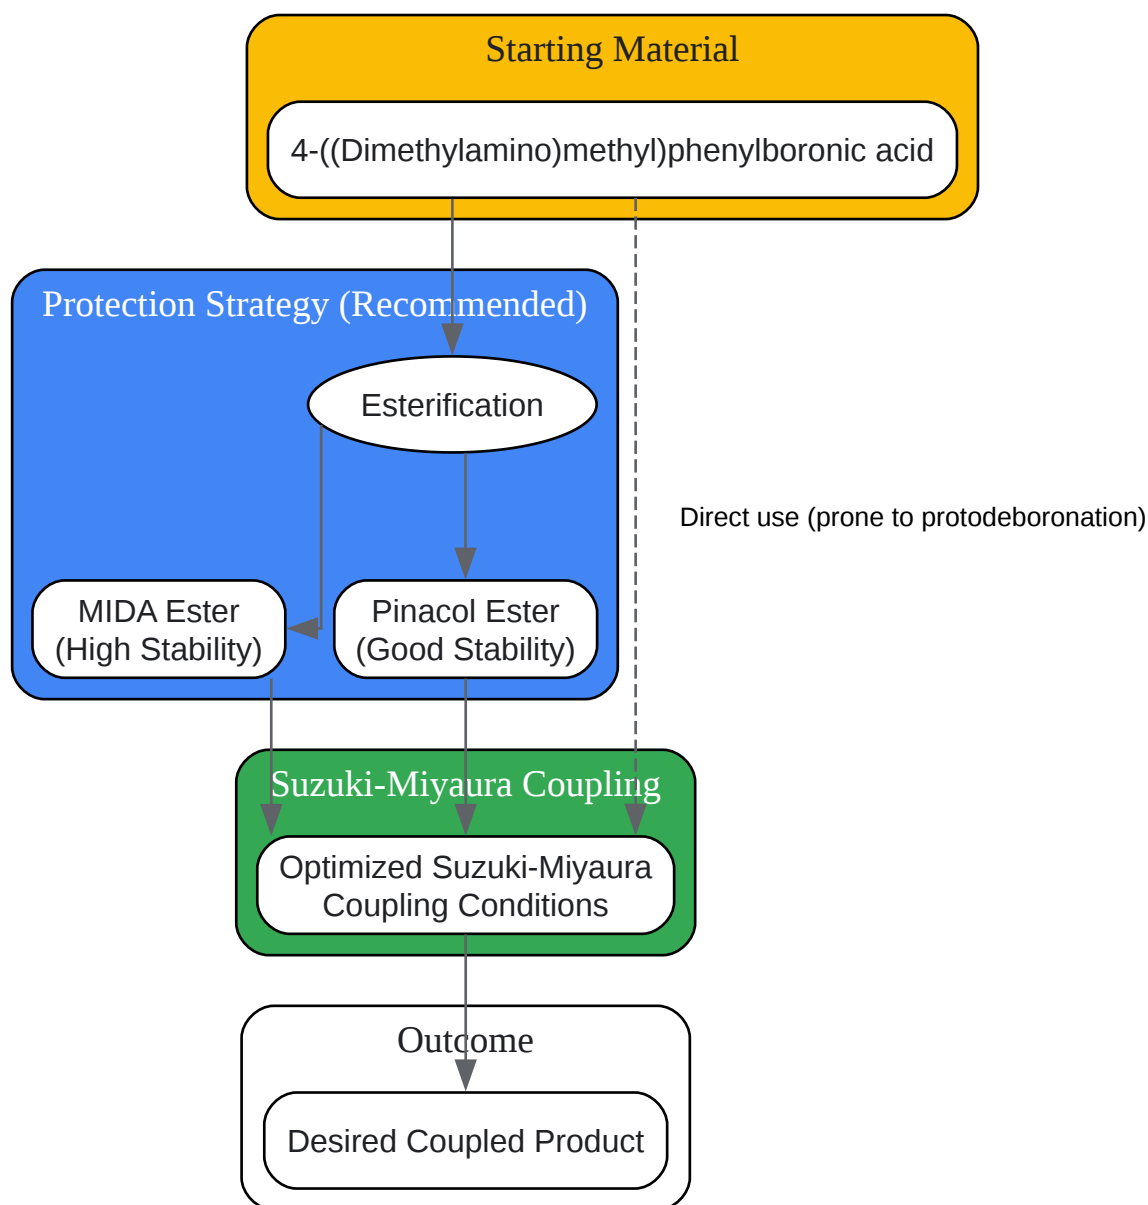 Starting Material
4-((Dimethylamino)methyl)phenylboronic acid
Protection Strategy (Recommended)
Esterification
Direct use (prone to protodeboronation)
MIDA Ester
(High Stability)
Pinacol Ester
(Good Stability)
Suzuki-Miyaura Coupling
Optimized Suzuki-Miyaura
Coupling Conditions
Outcome
Desired Coupled Product